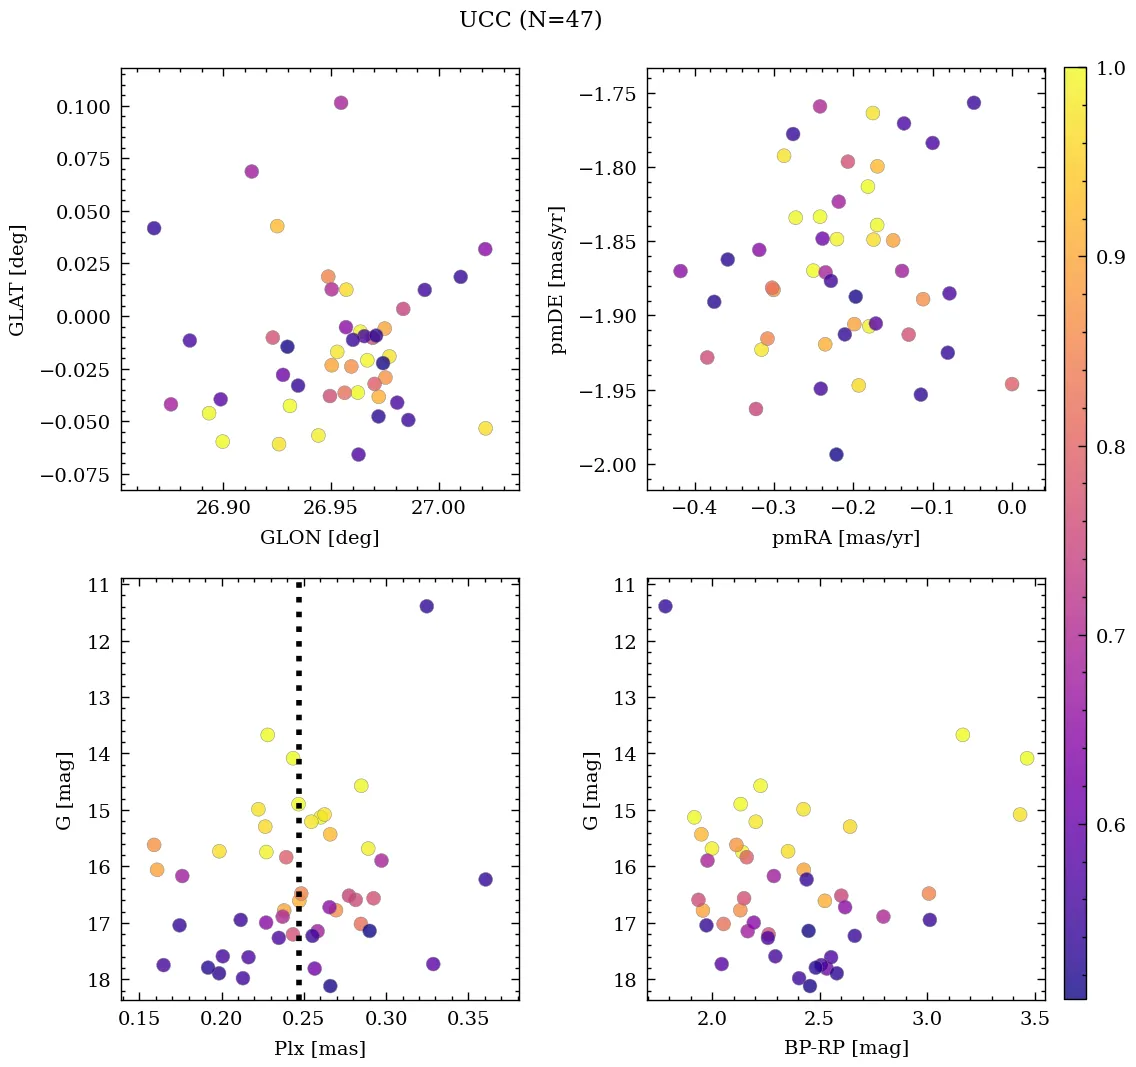 UCC (N=47)
0.100
0.075
0.050
0.025
0.000
−0.025
−0.050
−0.075
GLAT [deg]
26.90 26.95 27.00
GLON [deg]
−1.75
−1.80
−1.85
−1.90
−1.95
−2.00
pmDE [mas/yr]
−0.4 −0.3 −0.2 −0.1 0.0
pmRA [mas/yr]
1.0
0.9
0.8
0.7
0.6
11
12
13
14
15
16
17
18
G [mag]
0.15 0.20 0.25 0.30 0.35
Plx [mas]
11
12
13
14
15
16
17
18
G [mag]
2.0 2.5 3.0 3.5
BP-RP [mag]